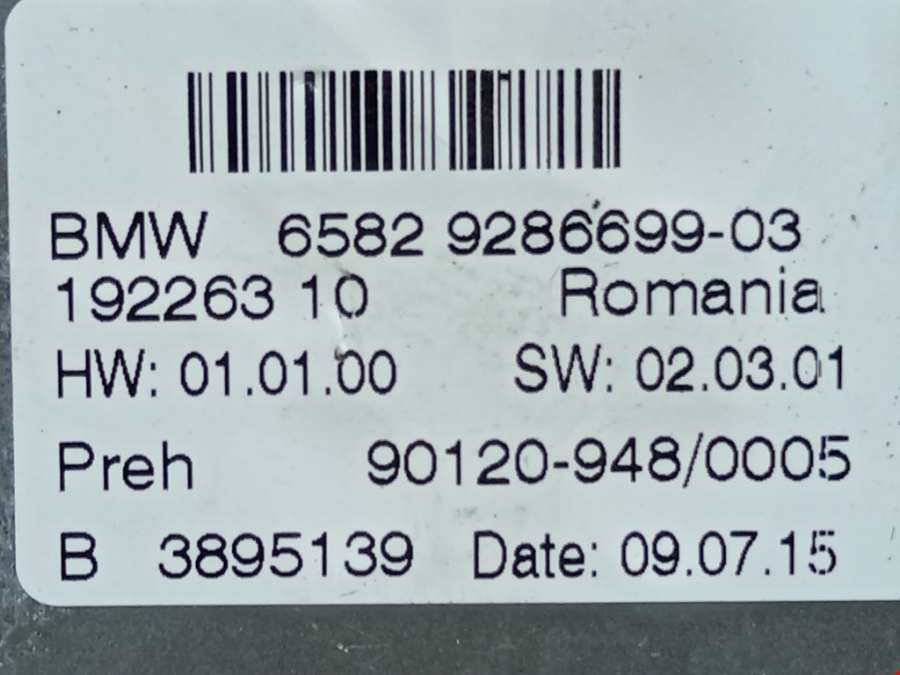 BMW 6582 9286699-03
192263 10 Romania
HW: 01.01.00 SW: 02.03.01
Preh 90120-948/0005
B 3895139 Date: 09.07.15